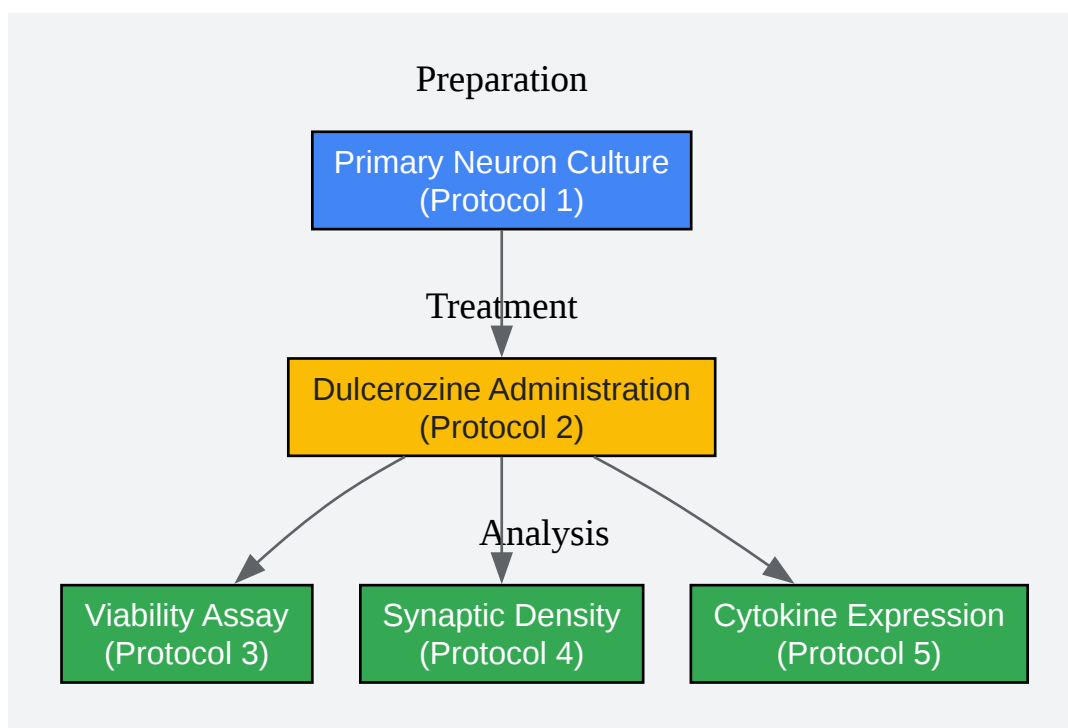 Preparation
Primary Neuron Culture
(Protocol 1)
Treatment
Dulcerozine Administration
(Protocol 2)
Analysis
Viability Assay
(Protocol 3)
Synaptic Density
(Protocol 4)
Cytokine Expression
(Protocol 5)